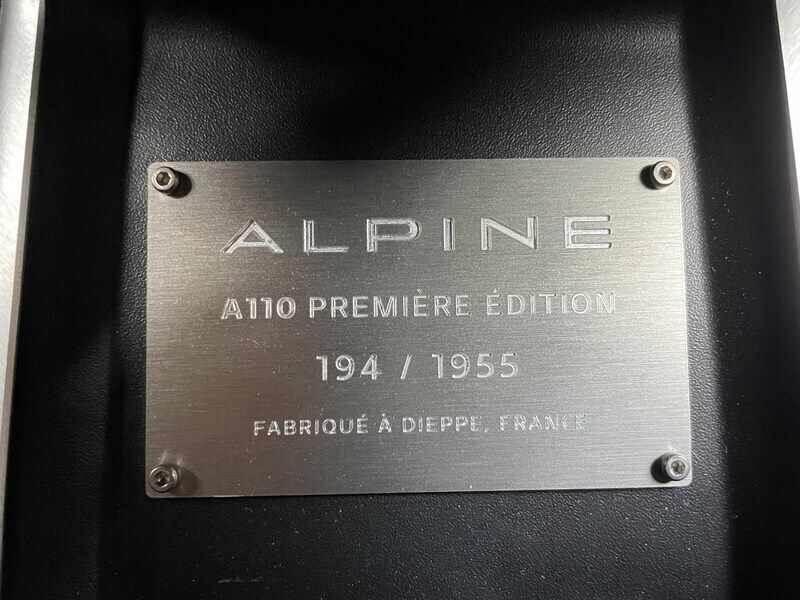 ALPINE
A110 PREMIÈRE ÉDITION
194 / 1955
FABRIQUÉ À DIEPPE, FRANCE